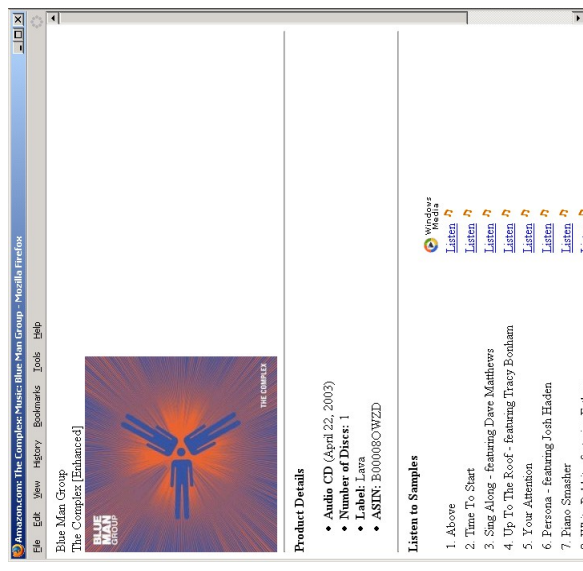 Amazon.com: The Complex: Music: Blue Man Group - Mozilla Firefox
File Edit View History Bookmarks Tools Help
Blue Man Group
The Complex [Enhanced]
BLUE
MAN
GROUP
THE COMPLEX
Product Details
• Audio CD (April 22, 2003)
• Number of Discs: 1
• Label: Lava
• ASIN: B00008OWZD
Listen to Samples
Windows
Media
1. Above Listen
2. Time To Start Listen
3. Sing Along - featuring Dave Matthews Listen
4. Up To The Roof - featuring Tracy Bonham Listen
5. Your Attention Listen
6. Persona - featuring Josh Haden Listen
7. Piano Smasher Listen